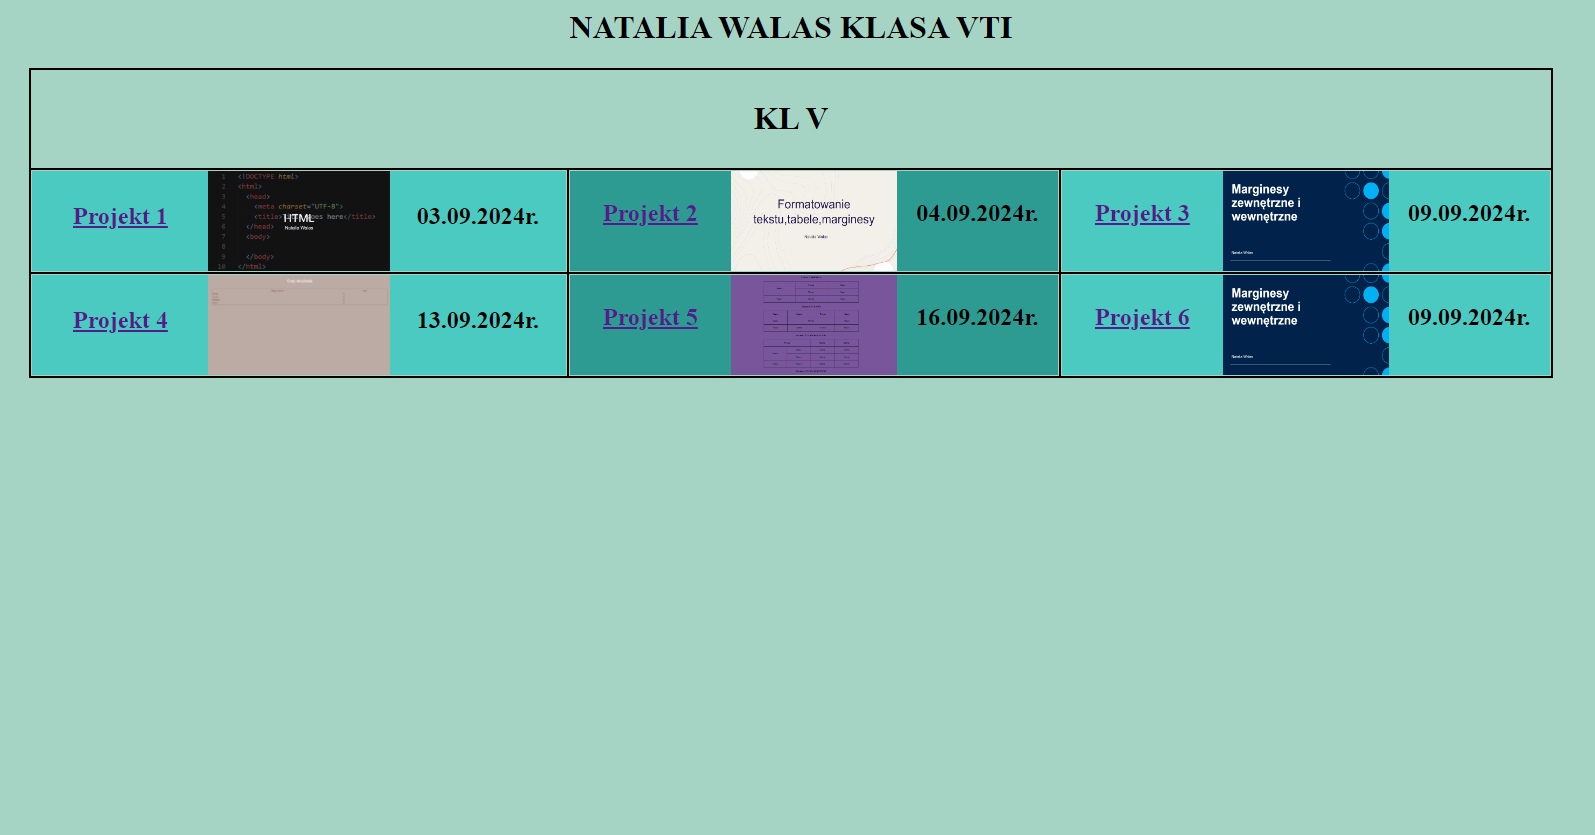 NATALIA WALAS KLASA VTI
KL V
Projekt 1
1 <!DOCTYPE html>
2 <html>
3 <head>
4 <meta charset="UTF-8">
5 <title> goes here</title>
HTML
6 </head>
Natalia Walas
7 <body>
8
9 </body>
10 </html>
03.09.2024r.
Projekt 2
Formatowanie
tekstu,tabele,marginesy
Natalia Walas
04.09.2024r.
Projekt 3
Marginesy
zewnętrzne i
wewnętrzne
Natalia Walas
09.09.2024r.
Projekt 4
13.09.2024r.
Projekt 5
16.09.2024r.
Projekt 6
Marginesy
zewnętrzne i
wewnętrzne
Natalia Walas
09.09.2024r.